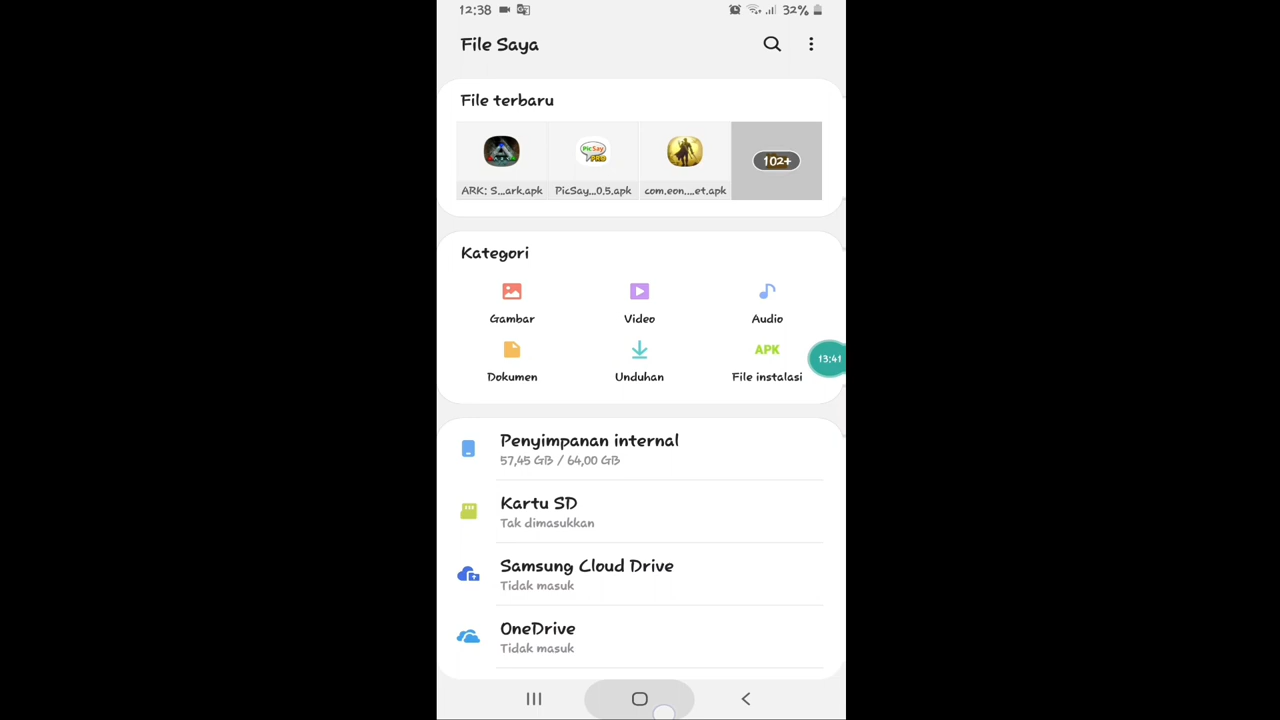 12:38 32%
File Saya
File terbaru
PicSay PRO
102+
ARK: S...ark.apk PicSay...0.5.apk com.eon....et.apk
Kategori
Gambar Video Audio
APK
13:41
Dokumen Unduhan File instalasi
Penyimpanan internal
57,45 GB / 64,00 GB
Kartu SD
Tak dimasukkan
Samsung Cloud Drive
Tidak masuk
OneDrive
Tidak masuk